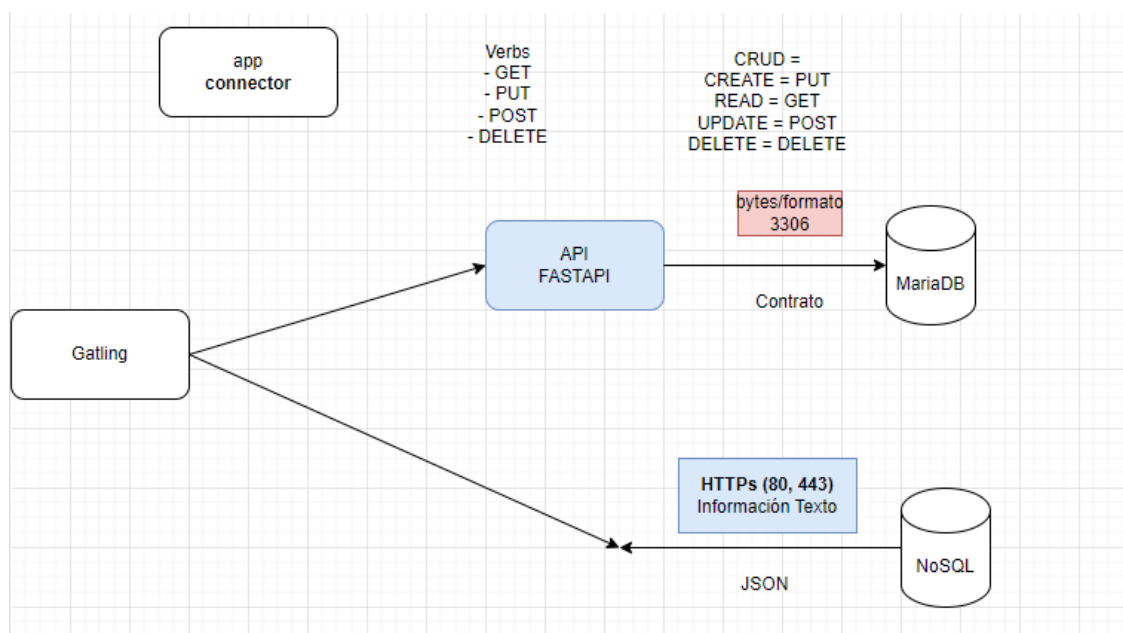 app
connector
Verbs
- GET
- PUT
- POST
- DELETE
CRUD =
CREATE = PUT
READ = GET
UPDATE = POST
DELETE = DELETE
bytes/formato
3306
API
FASTAPI
MariaDB
Contrato
Gatling
HTTPs (80, 443)
Información Texto
NoSQL
JSON